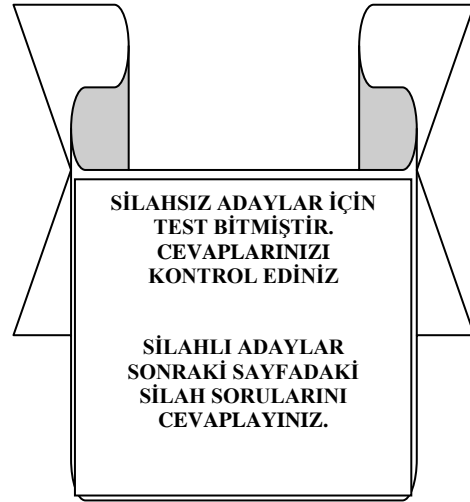 SİLAHSIZ ADAYLAR İÇİN
TEST BİTMİŞTİR.
CEVAPLARINIZI
KONTROL EDİNİZ
SİLAHLI ADAYLAR
SONRAKİ SAYFADAKİ
SİLAH SORULARINI
CEVAPLAYINIZ.